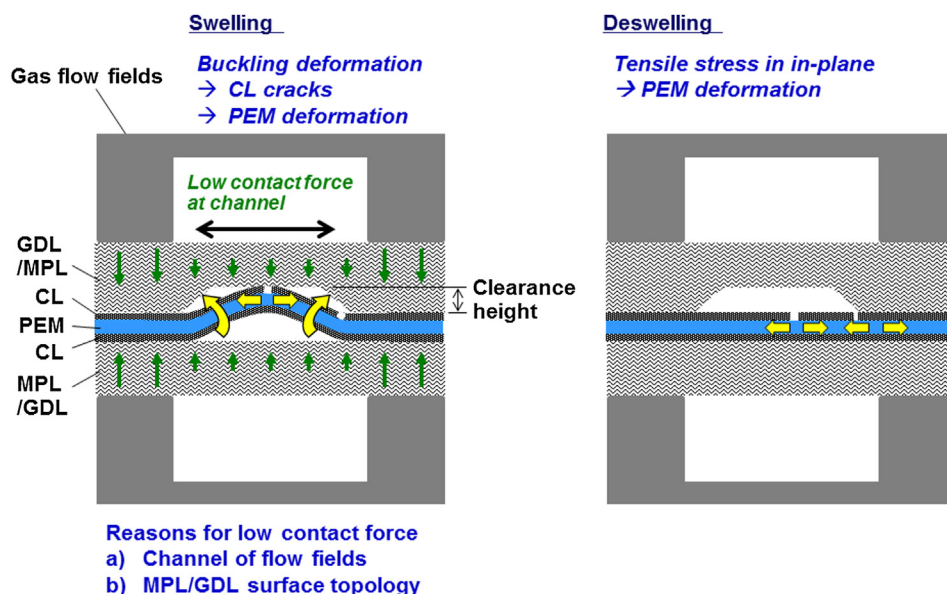 Swelling
Buckling deformation
→ CL cracks
→ PEM deformation
Deswelling
Tensile stress in in-plane
→ PEM deformation
Gas flow fields
Low contact force
at channel
GDL
/MPL
CL
PEM
CL
MPL
/GDL
Clearance
height
Reasons for low contact force
a) Channel of flow fields
b) MPL/GDL surface topology